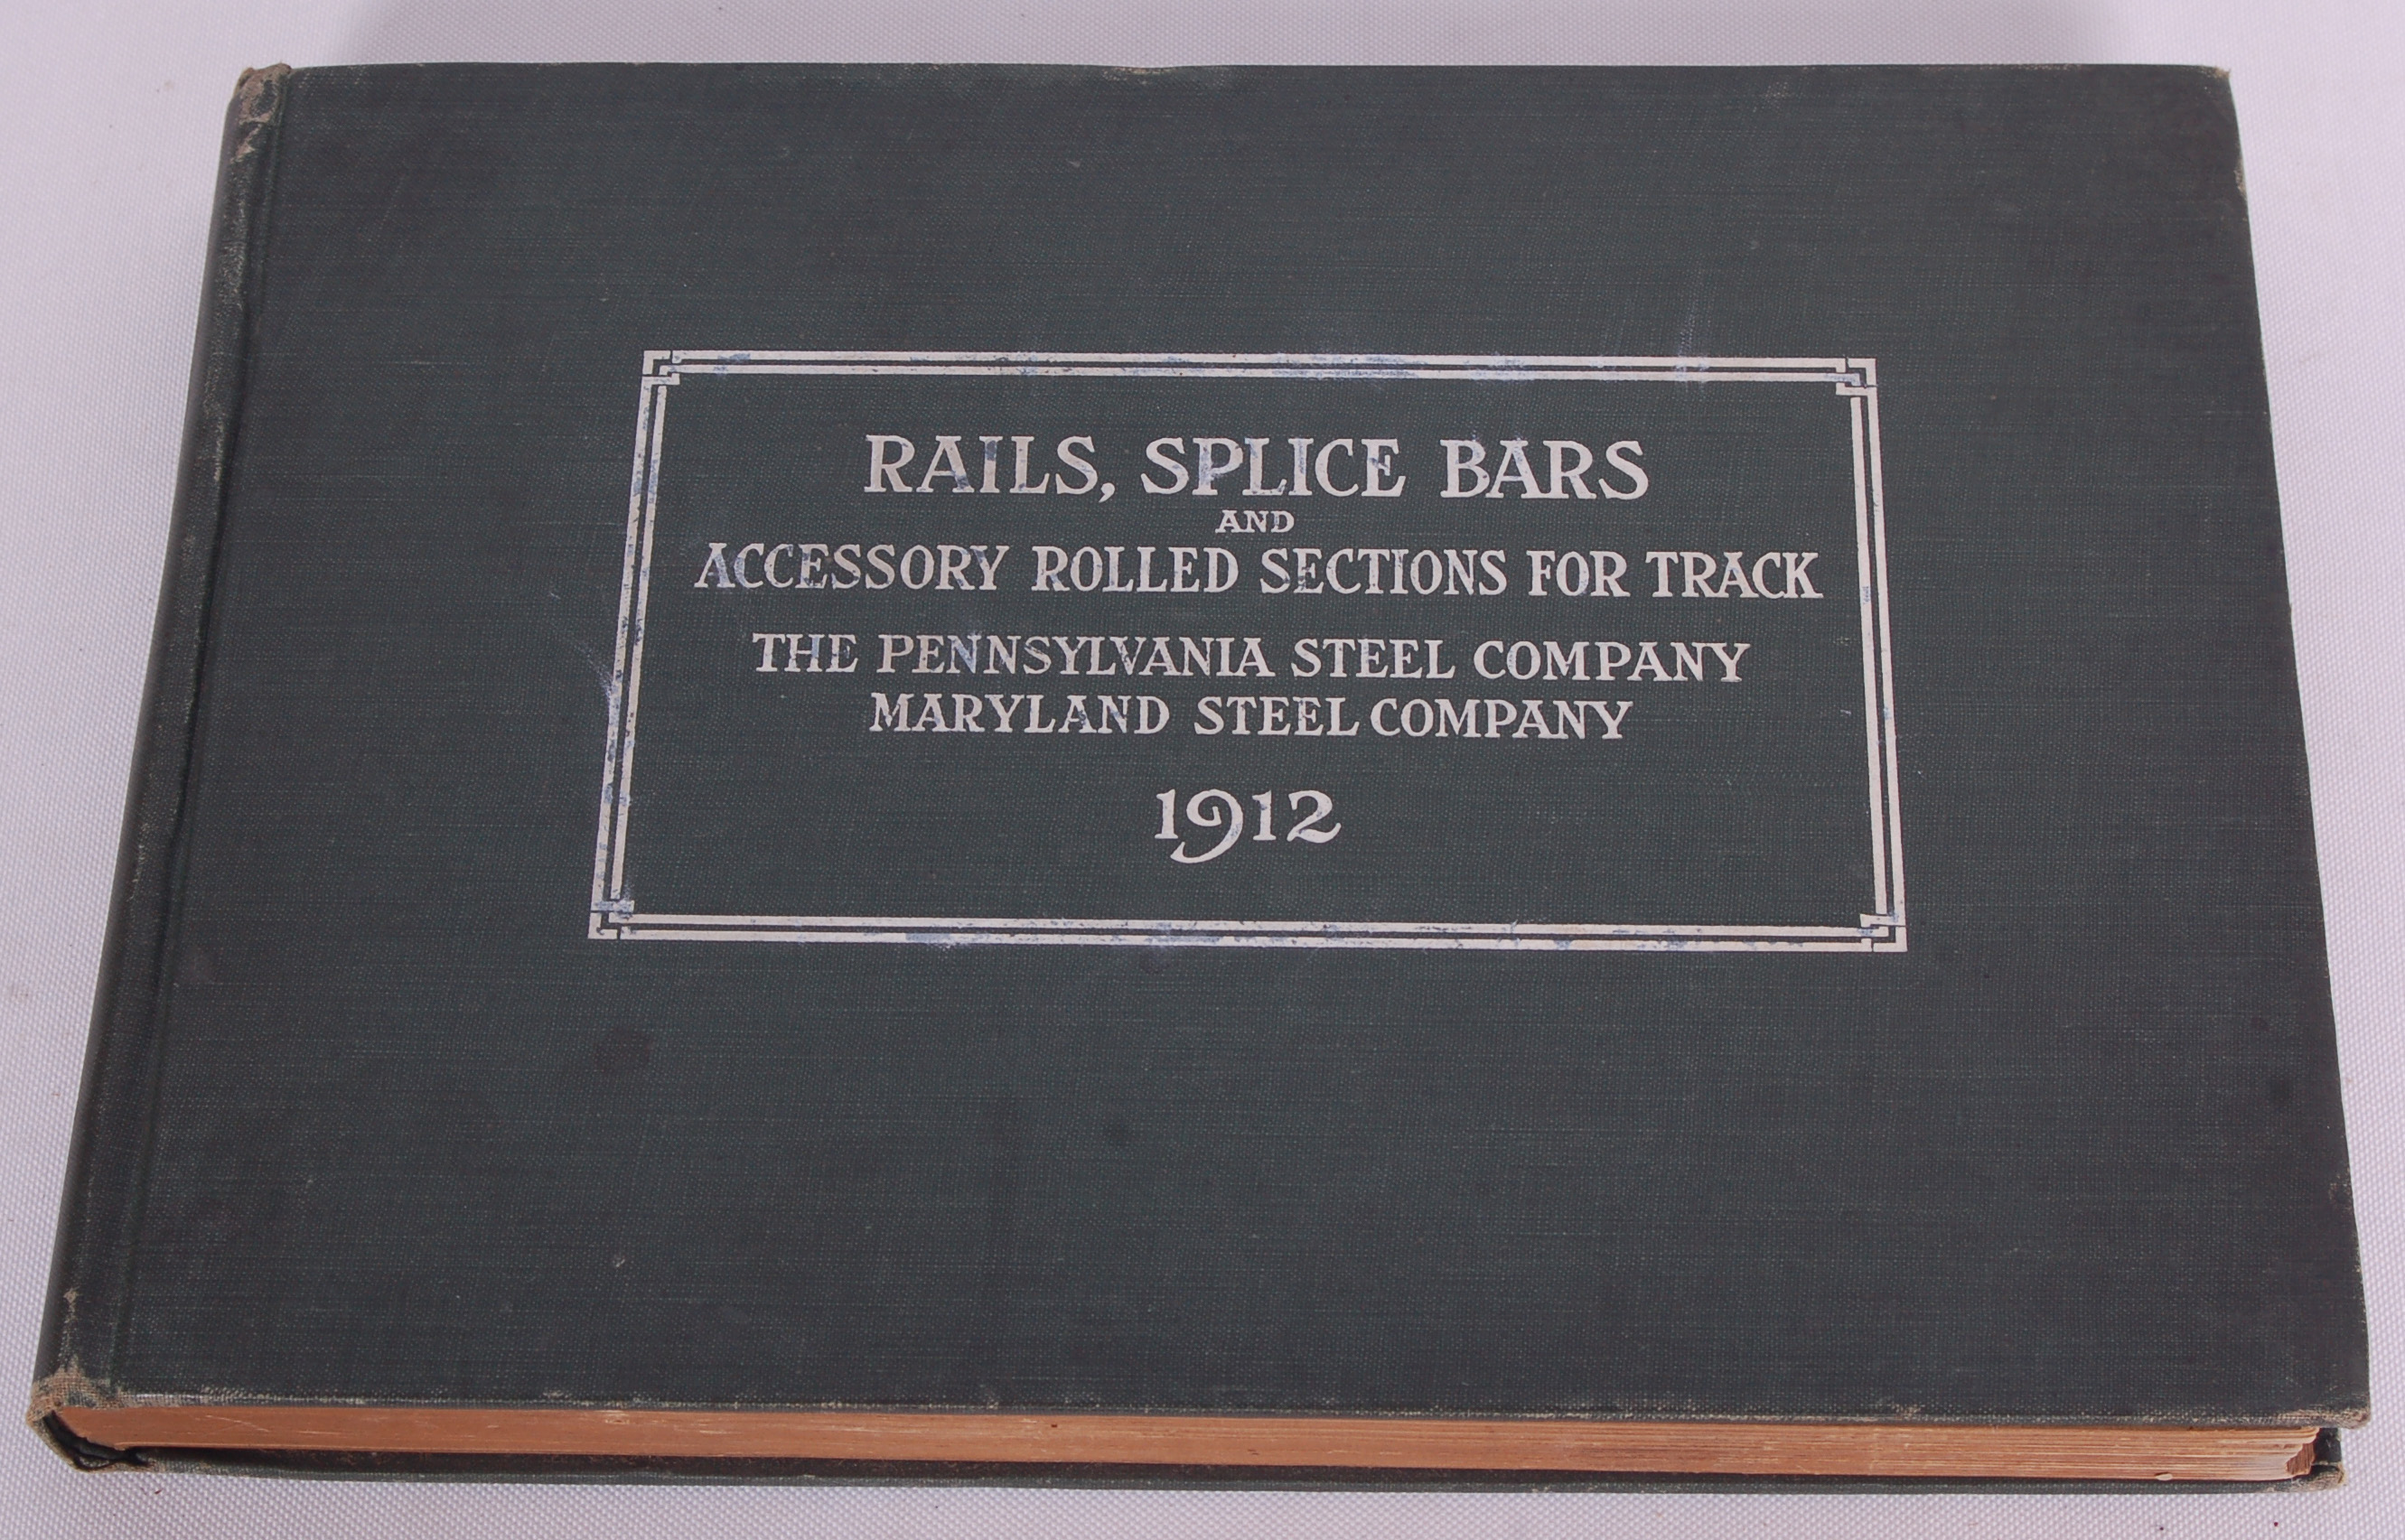 RAILS, SPLICE BARS
AND
ACCESSORY ROLLED SECTIONS FOR TRACK
THE PENNSYLVANIA STEEL COMPANY
MARYLAND STEEL COMPANY
1912